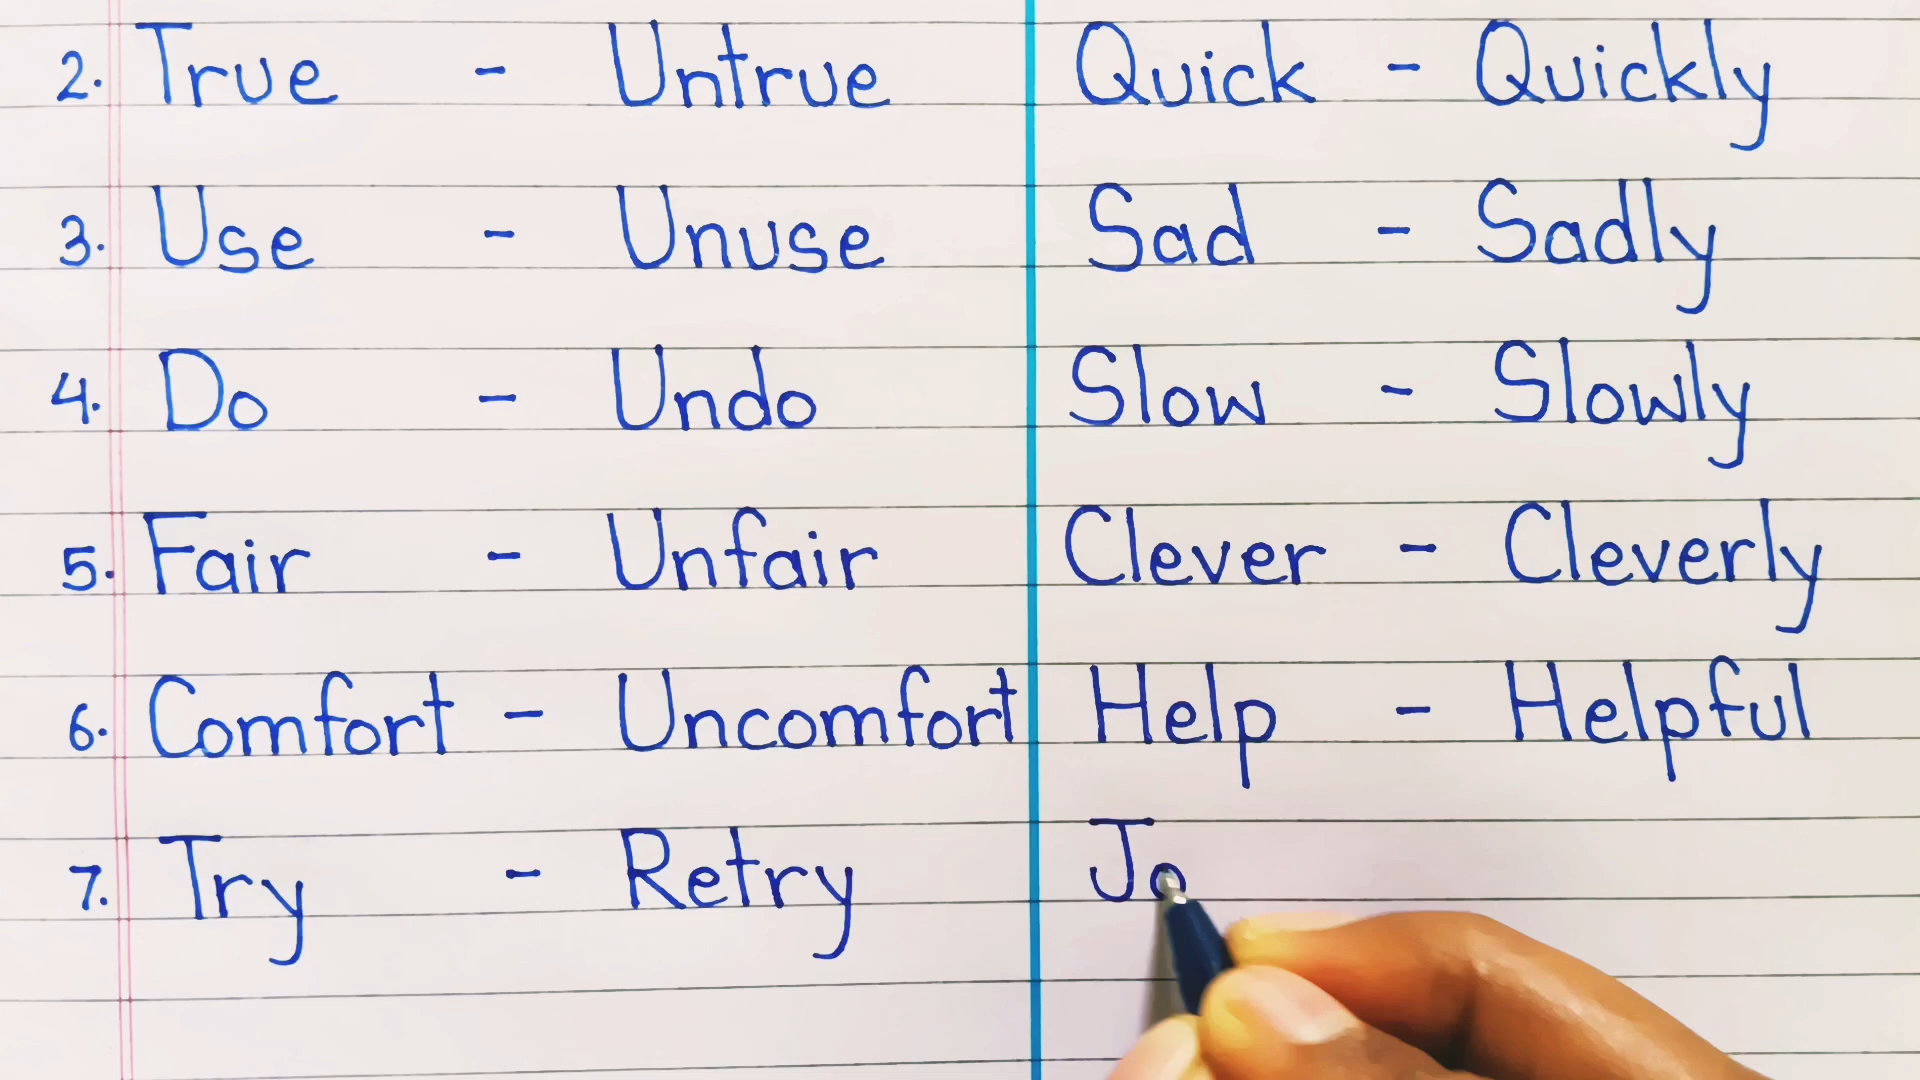 2. True - Untrue Quick - Quickly
3. Use - Unuse Sad - Sadly
4. Do - Undo Slow - Slowly
5. Fair - Unfair Clever - Cleverly
6. Comfort - Uncomfort Help - Helpful
7. Try - Retry Jo